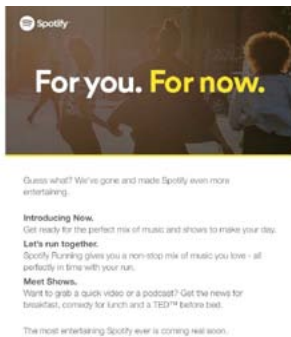 Spotify
For you. For now.
Guess what? We've gone and made Spotify even more
entertaining.
Introducing Now.
Get ready for the perfect mix of music and shows to make your day.
Let's run together.
Spotify Running gives you a non-stop mix of music you love - all
perfectly in time with your run.
Meet Shows.
Want to grab a quick video or a podcast? Get the news for
breakfast, comedy for lunch and a TED™ before bed.
The most entertaining Spotify ever is coming real soon.